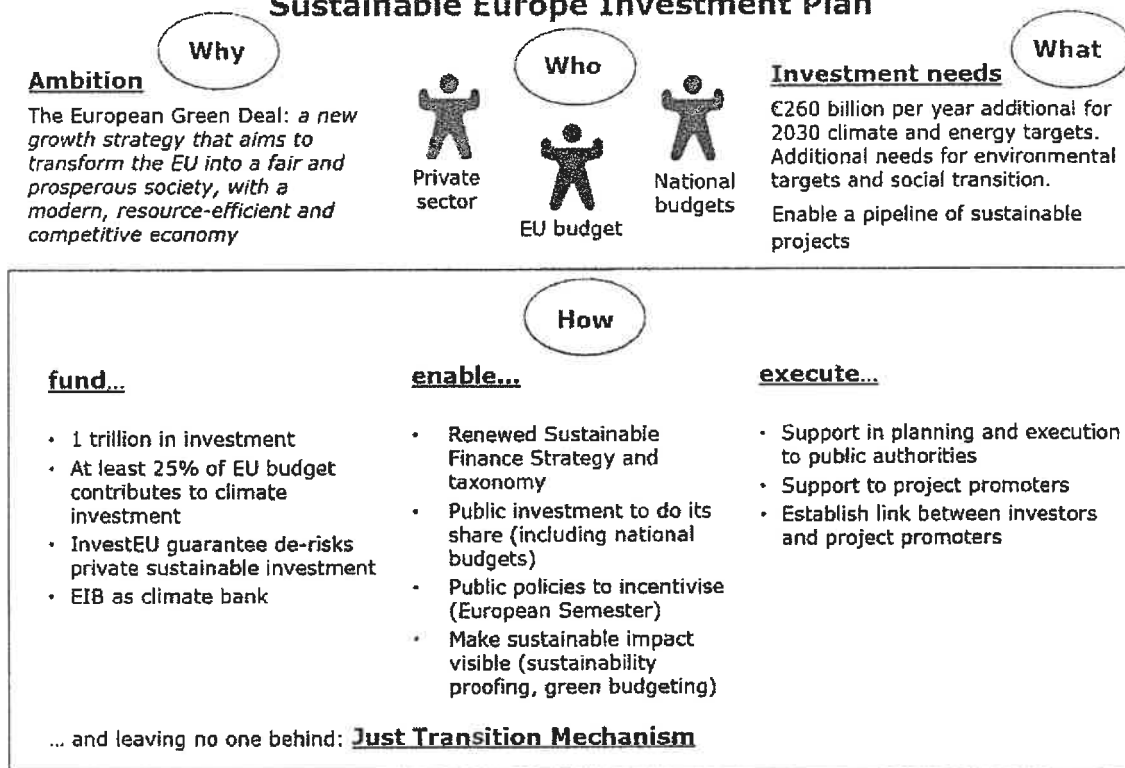 Sustainable Europe Investment Plan
Why
Ambition
The European Green Deal: a new
growth strategy that aims to
transform the EU into a fair and
prosperous society, with a
modern, resource-efficient and
competitive economy
Who
Private
sector
EU budget
National
budgets
What
Investment needs
€260 billion per year additional for
2030 climate and energy targets.
Additional needs for environmental
targets and social transition.
Enable a pipeline of sustainable
projects
How
fund...
• 1 trillion in investment
• At least 25% of EU budget
contributes to climate
investment
• InvestEU guarantee de-risks
private sustainable investment
• EIB as climate bank
enable...
• Renewed Sustainable
Finance Strategy and
taxonomy
• Public investment to do its
share (including national
budgets)
• Public policies to incentivise
(European Semester)
• Make sustainable impact
visible (sustainability
proofing, green budgeting)
execute...
• Support in planning and execution
to public authorities
• Support to project promoters
• Establish link between investors
and project promoters
... and leaving no one behind: Just Transition Mechanism